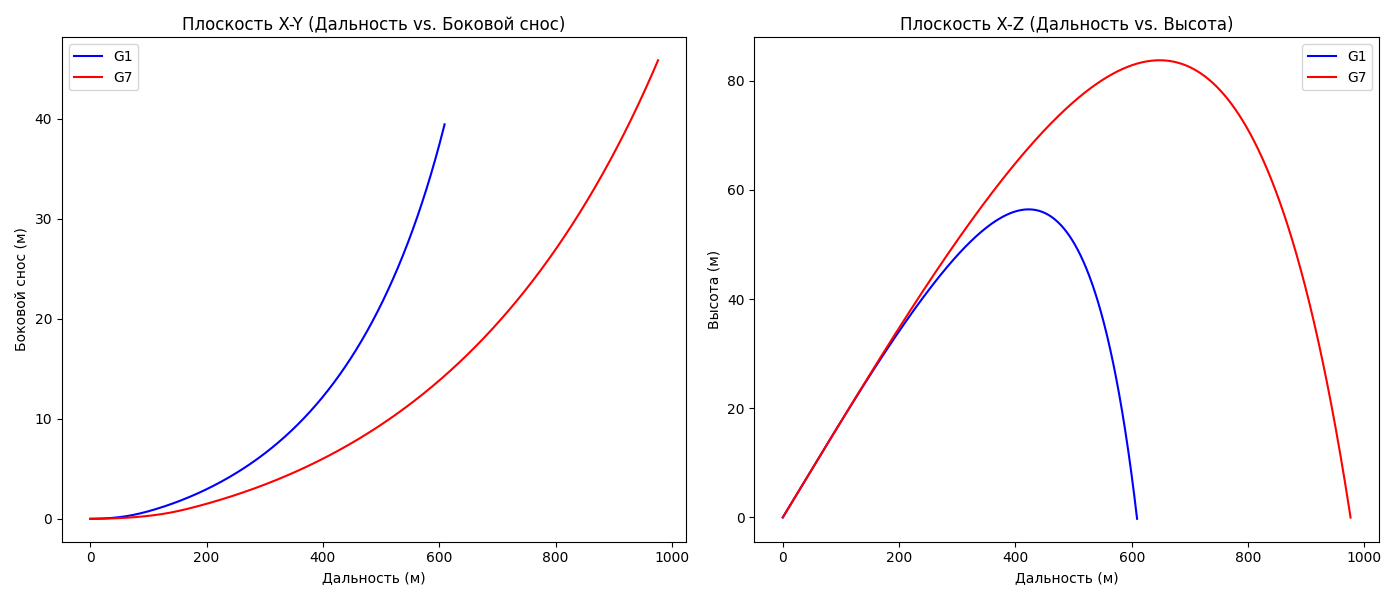 Плоскость X-Y (Дальность vs. Боковой снос)
G1
G7
Боковой снос (м)
40
30
20
10
0
0 200 400 600 800 1000
Дальность (м)
Плоскость X-Z (Дальность vs. Высота)
G1
G7
Высота (м)
80
60
40
20
0
0 200 400 600 800 1000
Дальность (м)